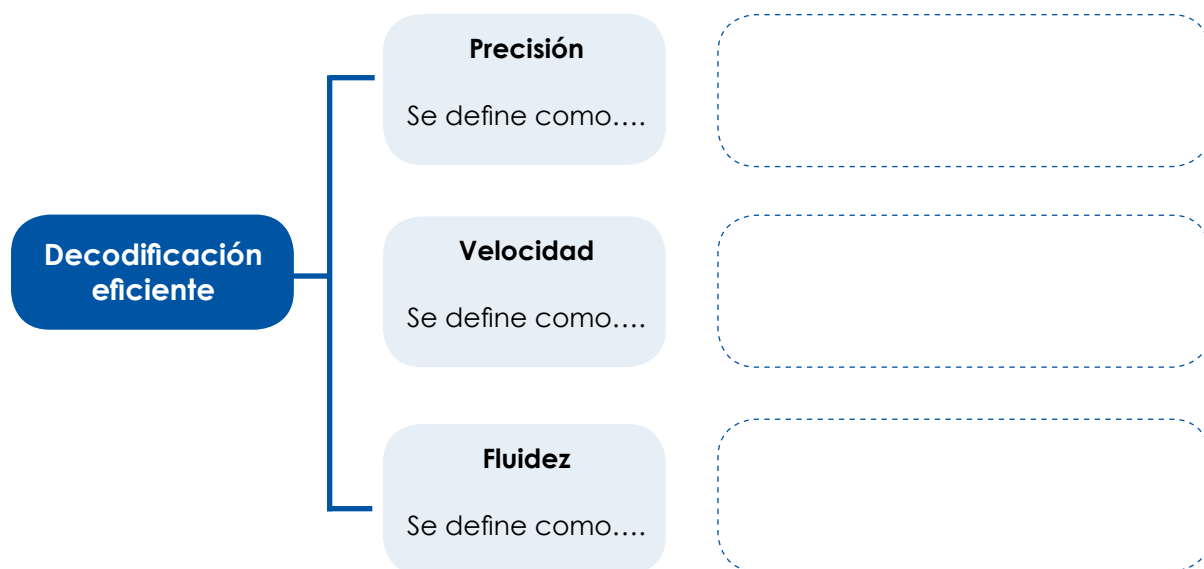 Precisión
Se define como....
Decodificación
eficiente
Velocidad
Se define como....
Fluidez
Se define como....